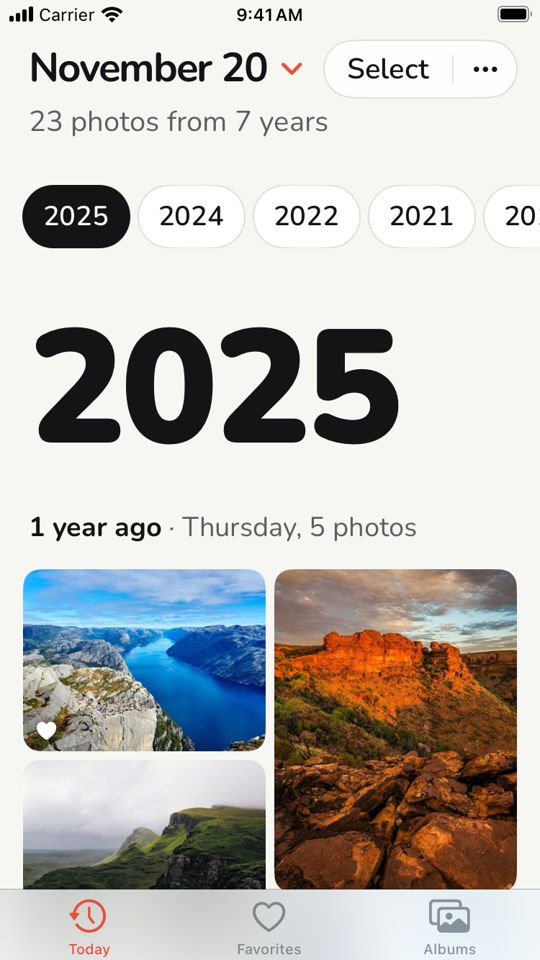 Carrier 9:41 AM
November 20
Select
23 photos from 7 years
2025 2024 2022 2021
2025
1 year ago · Thursday, 5 photos
Today Favorites Albums